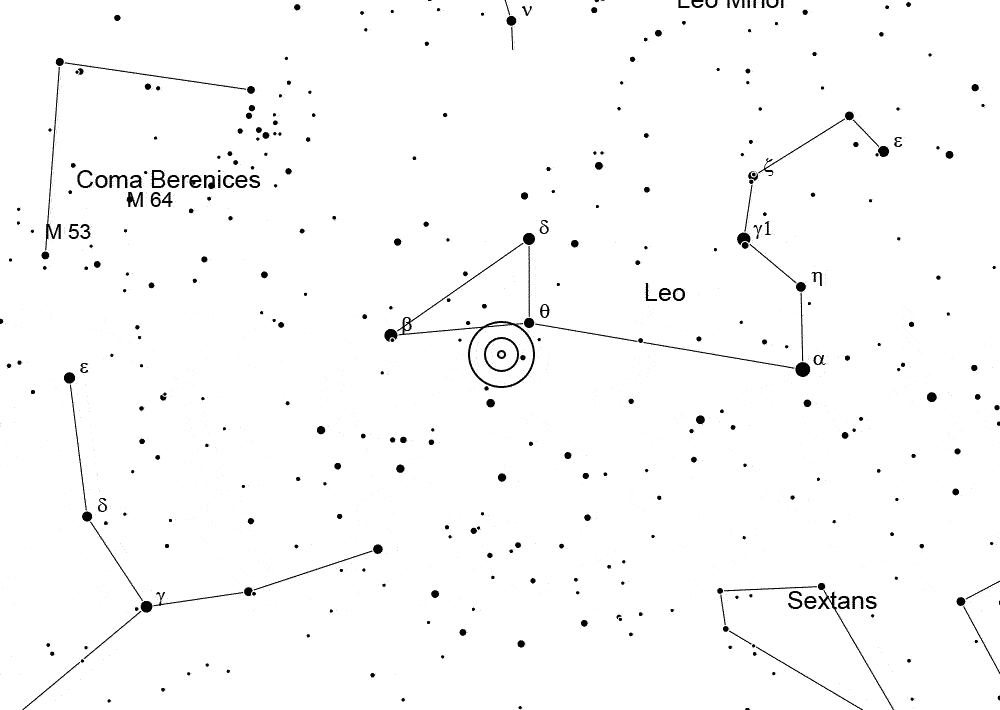 Leo Minor
ν
ε
ζ
Coma Berenices
M 64
M 53
γ1
δ
η
Leo
θ
β
α
ε
δ
γ
Sextans